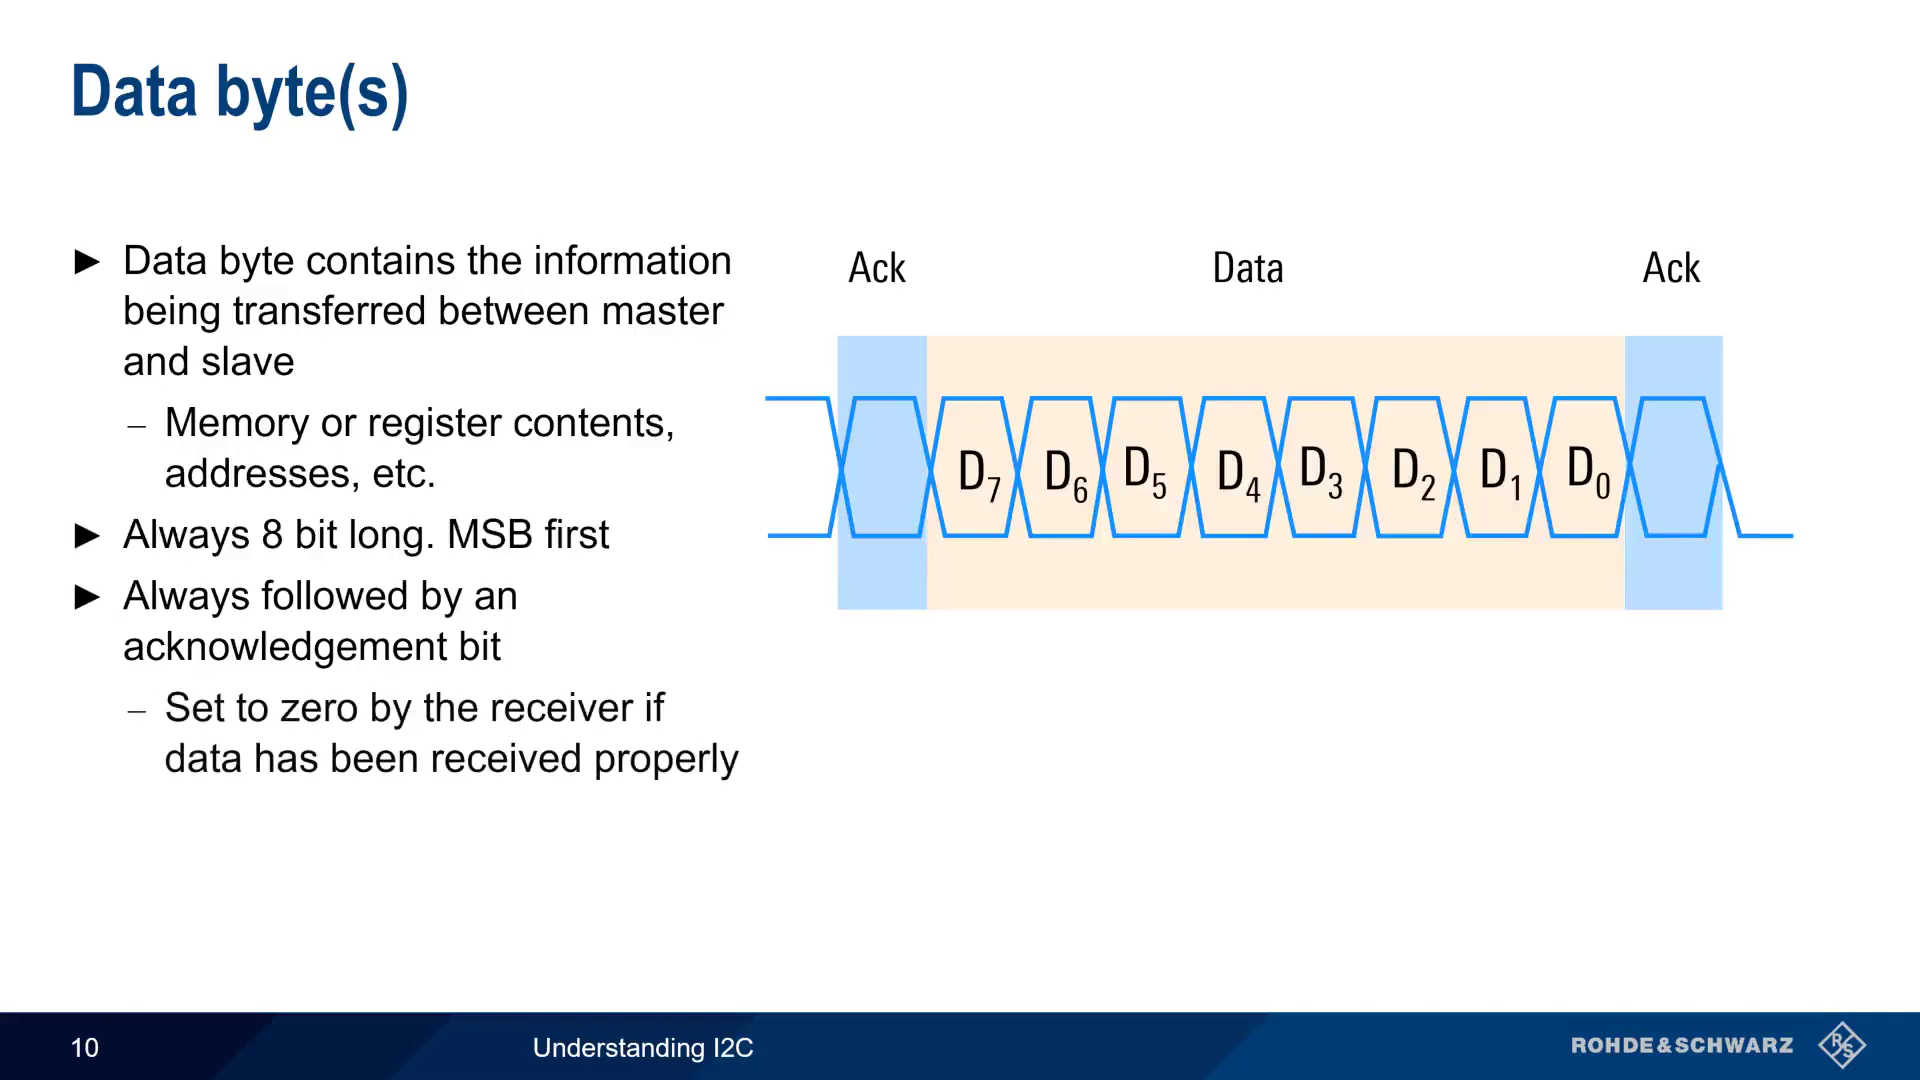 Data byte(s)
► Data byte contains the information
being transferred between master
and slave
– Memory or register contents,
addresses, etc.
► Always 8 bit long. MSB first
► Always followed by an
acknowledgement bit
– Set to zero by the receiver if
data has been received properly
Ack Data Ack
D7 D6 D5 D4 D3 D2 D1 D0
10 Understanding I2C ROHDE&SCHWARZ RS